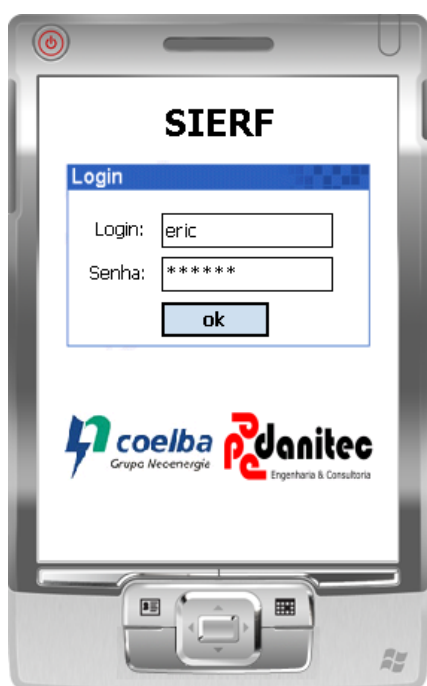 SIERF
Login
Login: eric
Senha: ******
ok
coelba
Grupo Neoenergia
danitec
Engenharia & Consultoria